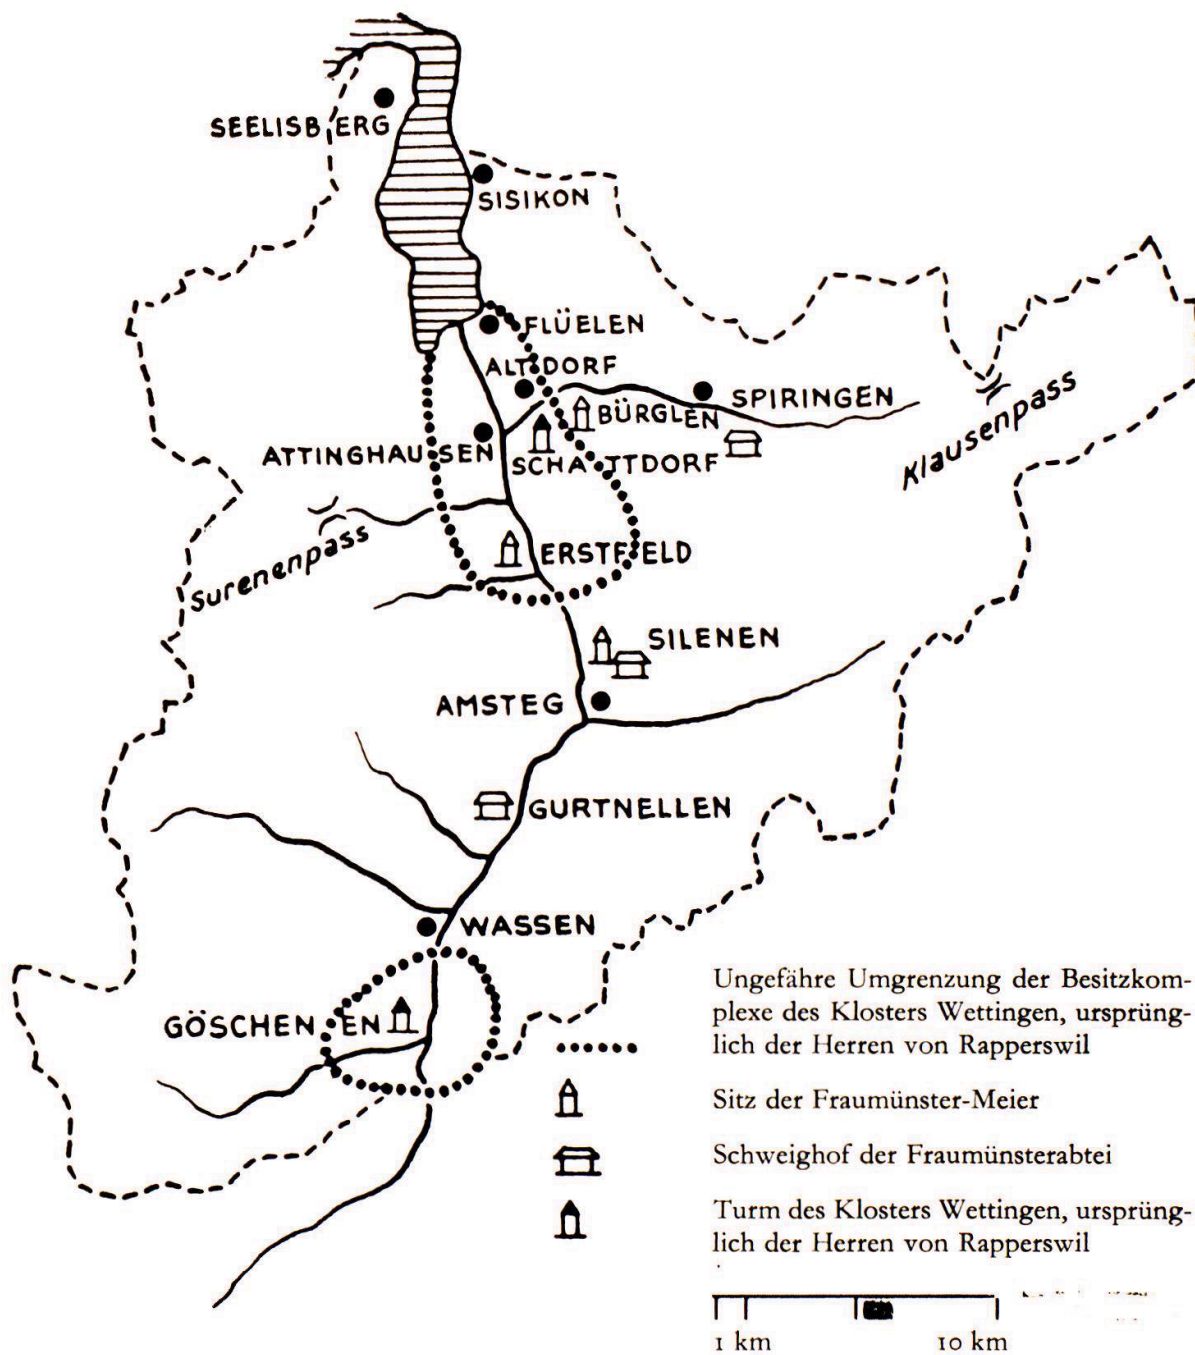 SEELISBERG
SISIKON
FLÜELEN
ALTDORF
SPIRINGEN
BÜRGLEN
ATTINGHAUSEN
SCHATTDORF
Klausenpass
Surenenpass
ERSTFELD
SILENEN
AMSTEG
GURTNELLEN
WASSEN
GÖSCHENEN
Ungefähre Umgrenzung der Besitzkom-
plexe des Klosters Wettingen, ursprüng-
lich der Herren von Rapperswil
Sitz der Fraumünster-Meier
Schweighof der Fraumünsterabtei
Turm des Klosters Wettingen, ursprüng-
lich der Herren von Rapperswil
1 km 10 km